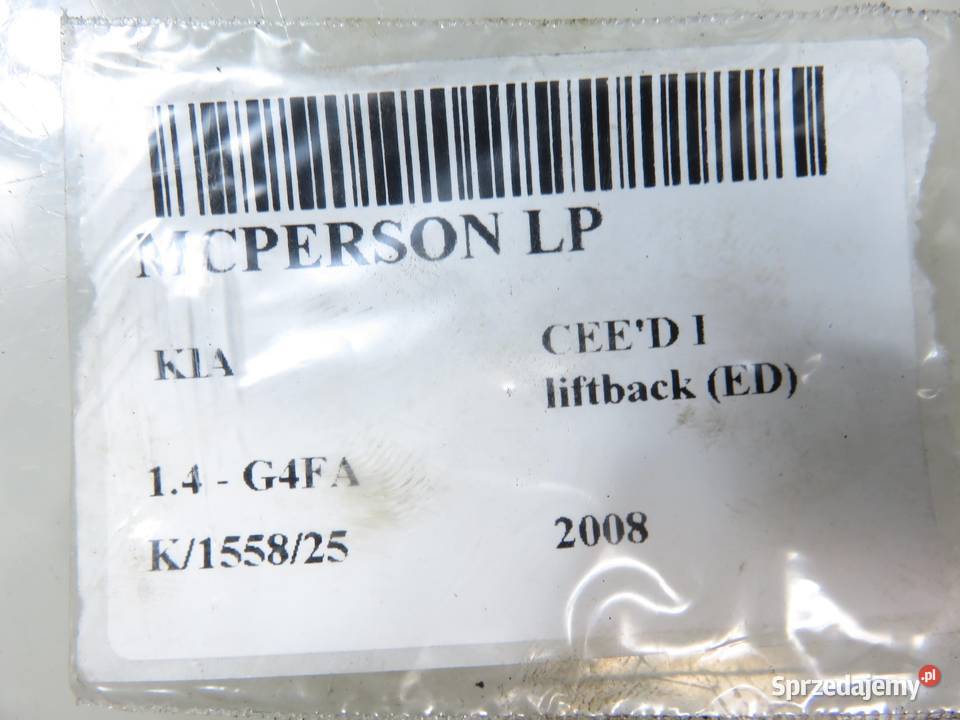 MCPERSON LP
KIA
CEE'D I
liftback (ED)
1.4 - G4FA
K/1558/25
2008
Sprzedajemy.pl